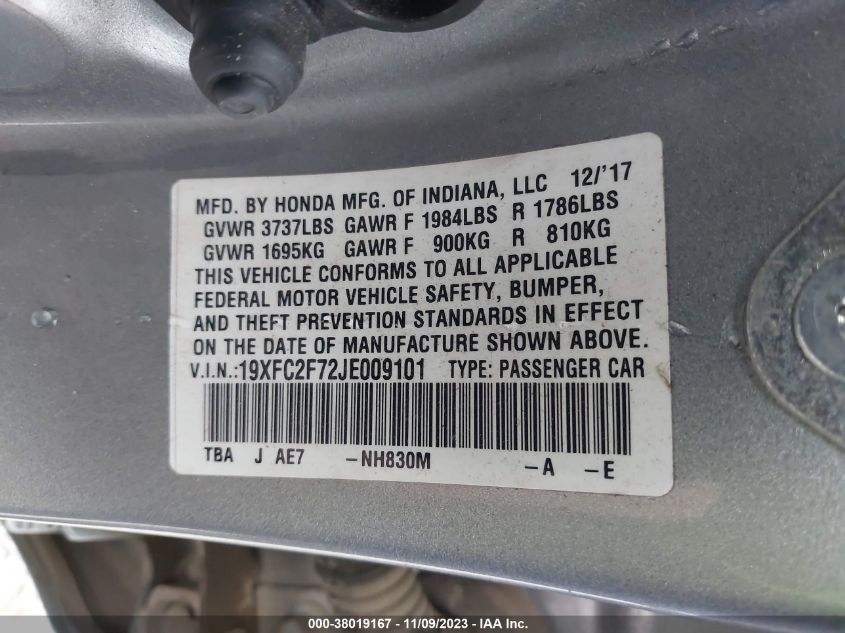 MFD. BY HONDA MFG. OF INDIANA, LLC 12/'17
GVWR 3737LBS GAWR F 1984LBS R 1786LBS
GVWR 1695KG GAWR F 900KG R 810KG
THIS VEHICLE CONFORMS TO ALL APPLICABLE
FEDERAL MOTOR VEHICLE SAFETY, BUMPER,
AND THEFT PREVENTION STANDARDS IN EFFECT
ON THE DATE OF MANUFACTURE SHOWN ABOVE.
V.I.N.:19XFC2F72JE009101 TYPE: PASSENGER CAR
TBA J AE7 -NH830M -A -E
000-38019167 - 11/09/2023 - IAAI.COM.